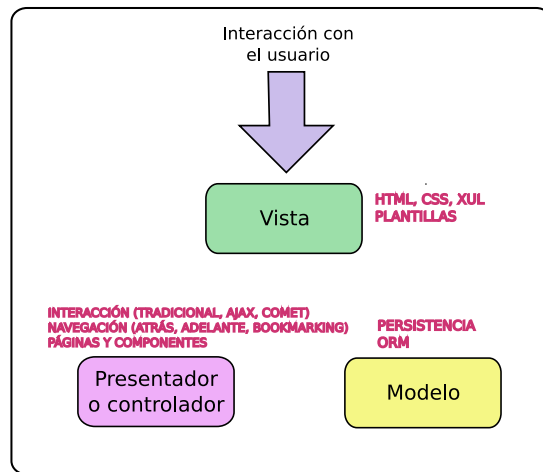 Interacción con
el usuario
Vista
HTML, CSS, XUL
PLANTILLAS
INTERACCIÓN (TRADICIONAL, AJAX, COMET)
NAVEGACIÓN (ATRÁS, ADELANTE, BOOKMARKING)
PÁGINAS Y COMPONENTES
Presentador
o controlador
PERSISTENCIA
ORM
Modelo